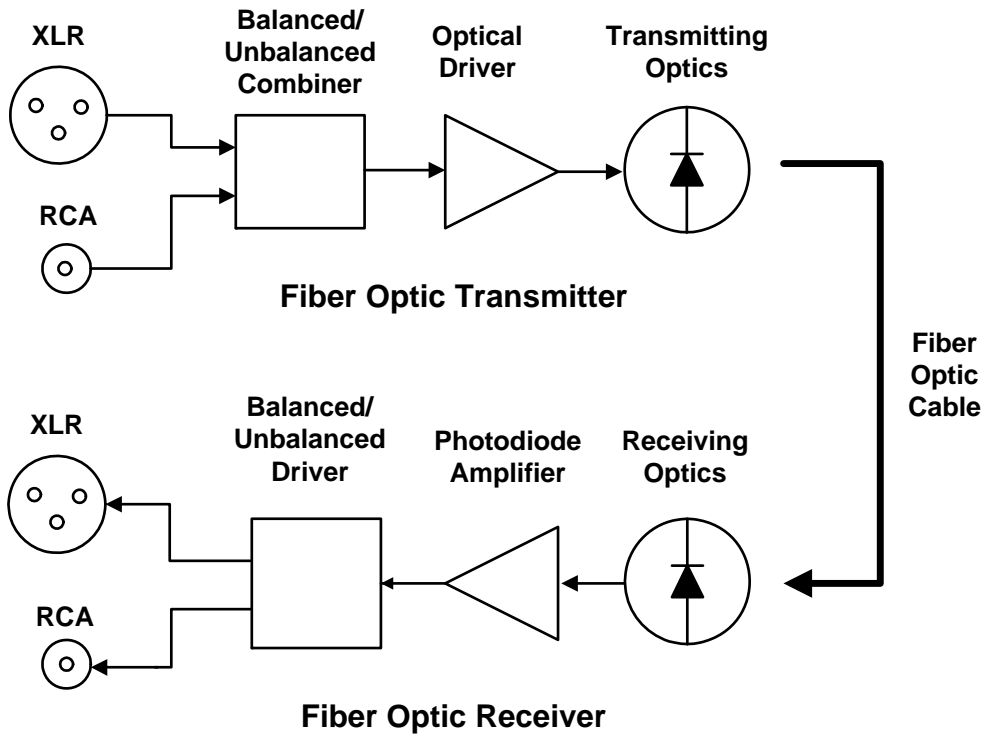 XLR
Balanced/
Unbalanced
Combiner
Optical
Driver
Transmitting
Optics
RCA
Fiber Optic Transmitter
Fiber
Optic
Cable
XLR
Balanced/
Unbalanced
Driver
Photodiode
Amplifier
Receiving
Optics
RCA
Fiber Optic Receiver